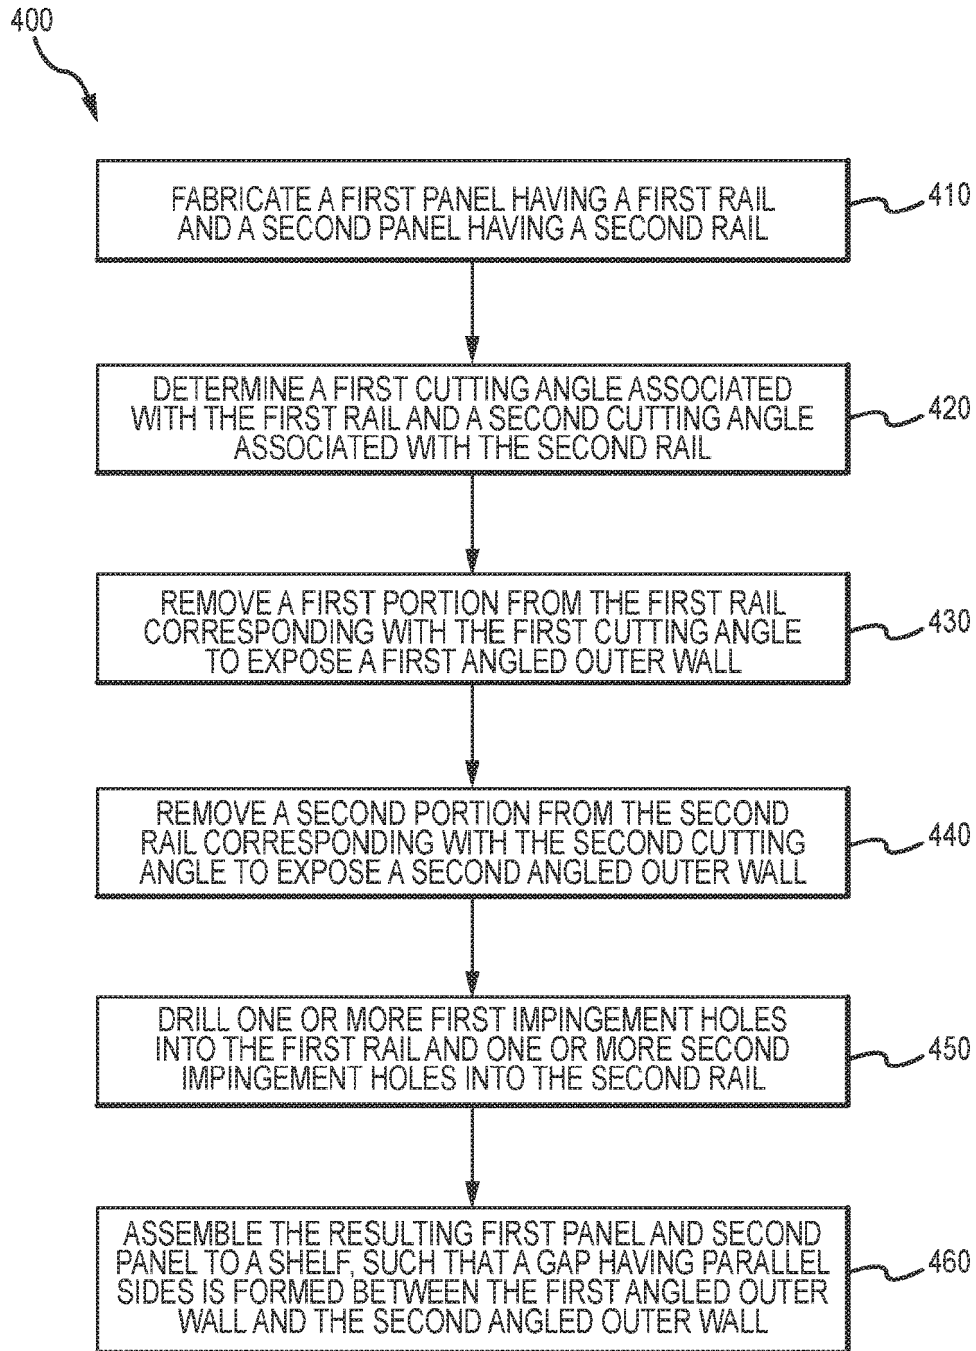 400
FABRICATE A FIRST PANEL HAVING A FIRST RAIL
AND A SECOND PANEL HAVING A SECOND RAIL
410
DETERMINE A FIRST CUTTING ANGLE ASSOCIATED
WITH THE FIRST RAIL AND A SECOND CUTTING ANGLE
ASSOCIATED WITH THE SECOND RAIL
420
REMOVE A FIRST PORTION FROM THE FIRST RAIL
CORRESPONDING WITH THE FIRST CUTTING ANGLE
TO EXPOSE A FIRST ANGLED OUTER WALL
430
REMOVE A SECOND PORTION FROM THE SECOND
RAIL CORRESPONDING WITH THE SECOND CUTTING
ANGLE TO EXPOSE A SECOND ANGLED OUTER WALL
440
DRILL ONE OR MORE FIRST IMPINGEMENT HOLES
INTO THE FIRST RAIL AND ONE OR MORE SECOND
IMPINGEMENT HOLES INTO THE SECOND RAIL
450
ASSEMBLE THE RESULTING FIRST PANEL AND SECOND
PANEL TO A SHELF, SUCH THAT A GAP HAVING PARALLEL
SIDES IS FORMED BETWEEN THE FIRST ANGLED OUTER
WALL AND THE SECOND ANGLED OUTER WALL
460